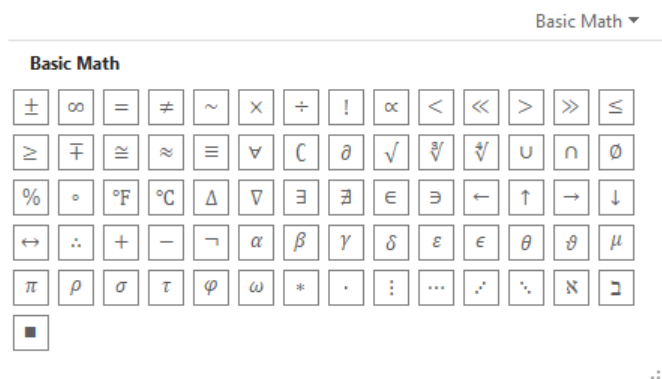 Basic Math
Basic Math
± ∞ = ≠ ~ × ÷ ! ∝ < ≪ > ≫ ≤
≥ ∓ ≅ ≈ ≡ ∀ ∁ ∂ √ ∛ ∜ ∪ ∩ ∅
% ° °F °C ∆ ∇ ∃ ∄ ∈ ∋ ← ↑ → ↓
↔ ∴ + − ¬ α β γ δ ε ϵ θ ϑ μ
π ρ σ τ φ ω ∗ ∙ ⋮ ⋯ ⋰ ⋱ ℵ ℶ
∎